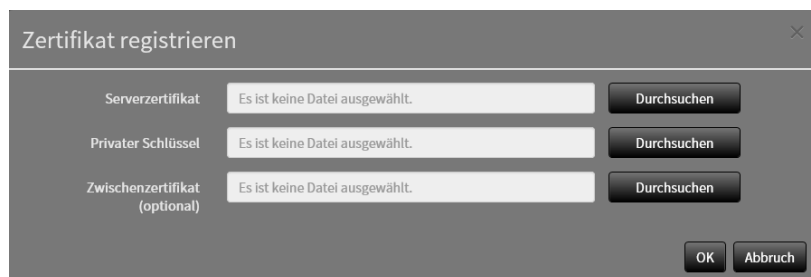 Zertifikat registrieren
Serverzertifikat Es ist keine Datei ausgewählt. Durchsuchen
Privater Schlüssel Es ist keine Datei ausgewählt. Durchsuchen
Zwischenzertifikat Es ist keine Datei ausgewählt. Durchsuchen
(optional)
OK Abbruch